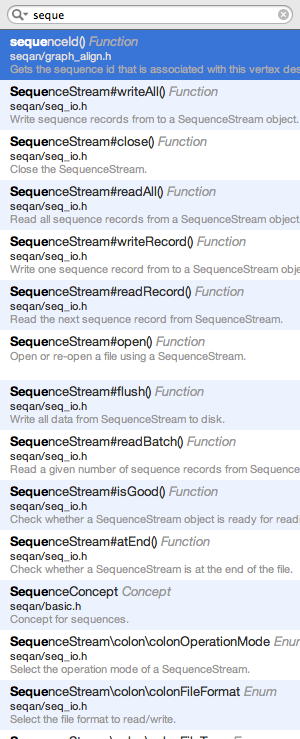 seque
sequenceId() Function
seqan/graph_align.h
Gets the sequence id that is associated with this vertex des
SequenceStream#writeAll() Function
seqan/seq_io.h
Write sequence records from to a SequenceStream object.
SequenceStream#close() Function
seqan/seq_io.h
Close the SequenceStream.
SequenceStream#readAll() Function
seqan/seq_io.h
Read all sequence records from a SequenceStream object
SequenceStream#writeRecord() Function
seqan/seq_io.h
Write one sequence record from to a SequenceStream obje
SequenceStream#readRecord() Function
seqan/seq_io.h
Read the next sequence record from SequenceStream.
SequenceStream#open() Function
Open or re-open a file using a SequenceStream.
SequenceStream#flush() Function
seqan/seq_io.h
Write all data from SequenceStream to disk.
SequenceStream#readBatch() Function
seqan/seq_io.h
Read a given number of sequence records from Sequence
SequenceStream#isGood() Function
seqan/seq_io.h
Check whether a SequenceStream object is ready for readi
SequenceStream#atEnd() Function
seqan/seq_io.h
Check whether a SequenceStream is at the end of the file.
SequenceConcept Concept
seqan/basic.h
Concept for sequences.
SequenceStream\colon\colonOperationMode Enum
seqan/seq_io.h
Select the operation mode of a SequenceStream.
SequenceStream\colon\colonFileFormat Enum
seqan/seq_io.h
Select the file format to read/write.